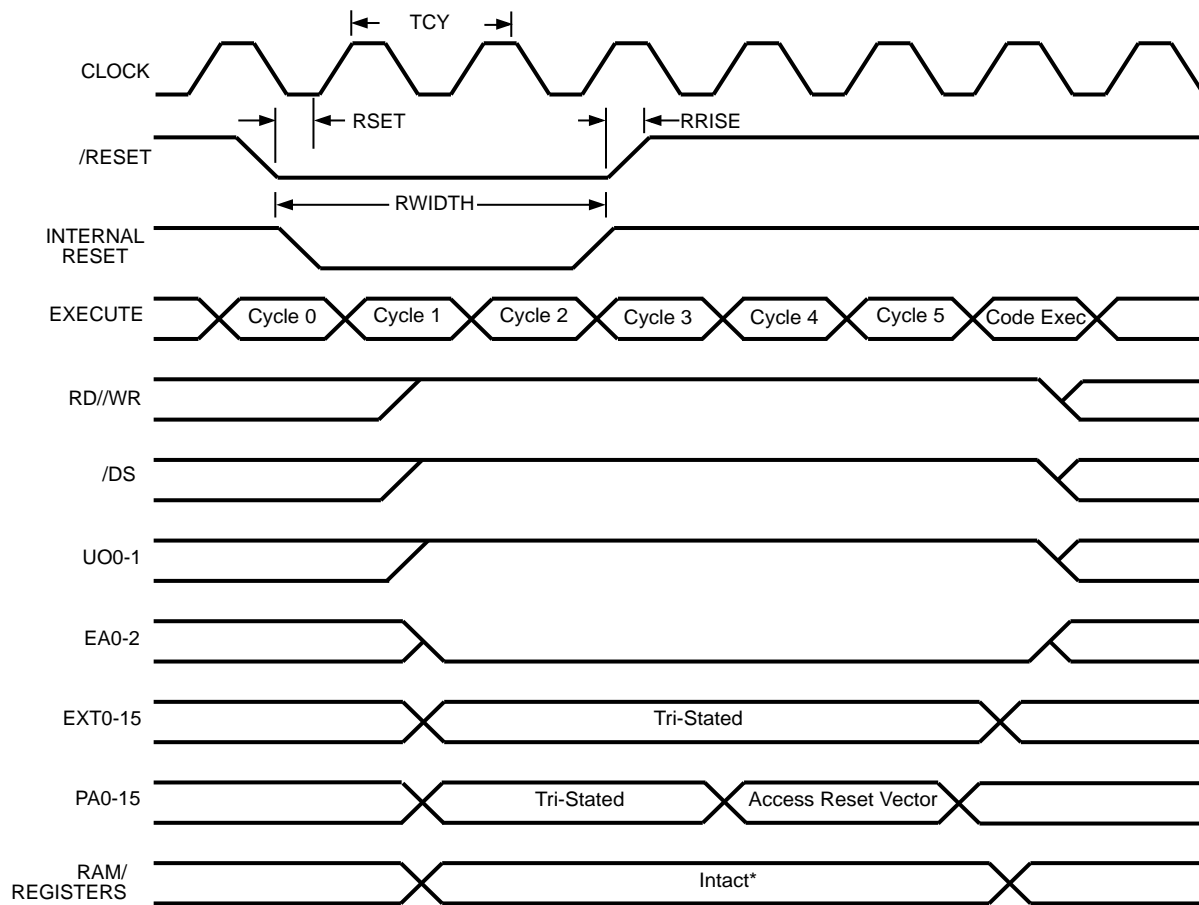 TCY
CLOCK
RSET
RRISE
/RESET
RWIDTH
INTERNAL
RESET
EXECUTE
Cycle 0
Cycle 1
Cycle 2
Cycle 3
Cycle 4
Cycle 5
Code Exec
RD//WR
/DS
UO0-1
EA0-2
EXT0-15
Tri-Stated
PA0-15
Tri-Stated
Access Reset Vector
RAM/
REGISTERS
Intact*